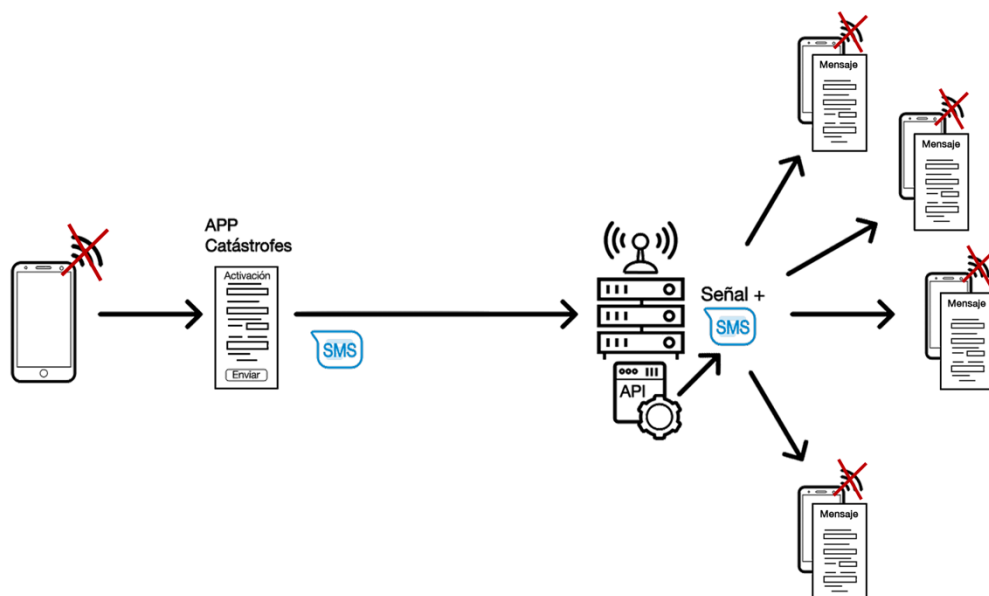 Mensaje
Mensaje
APP
Catástrofes
Activación
Enviar
SMS
Señal +
SMS
API
Mensaje
Mensaje